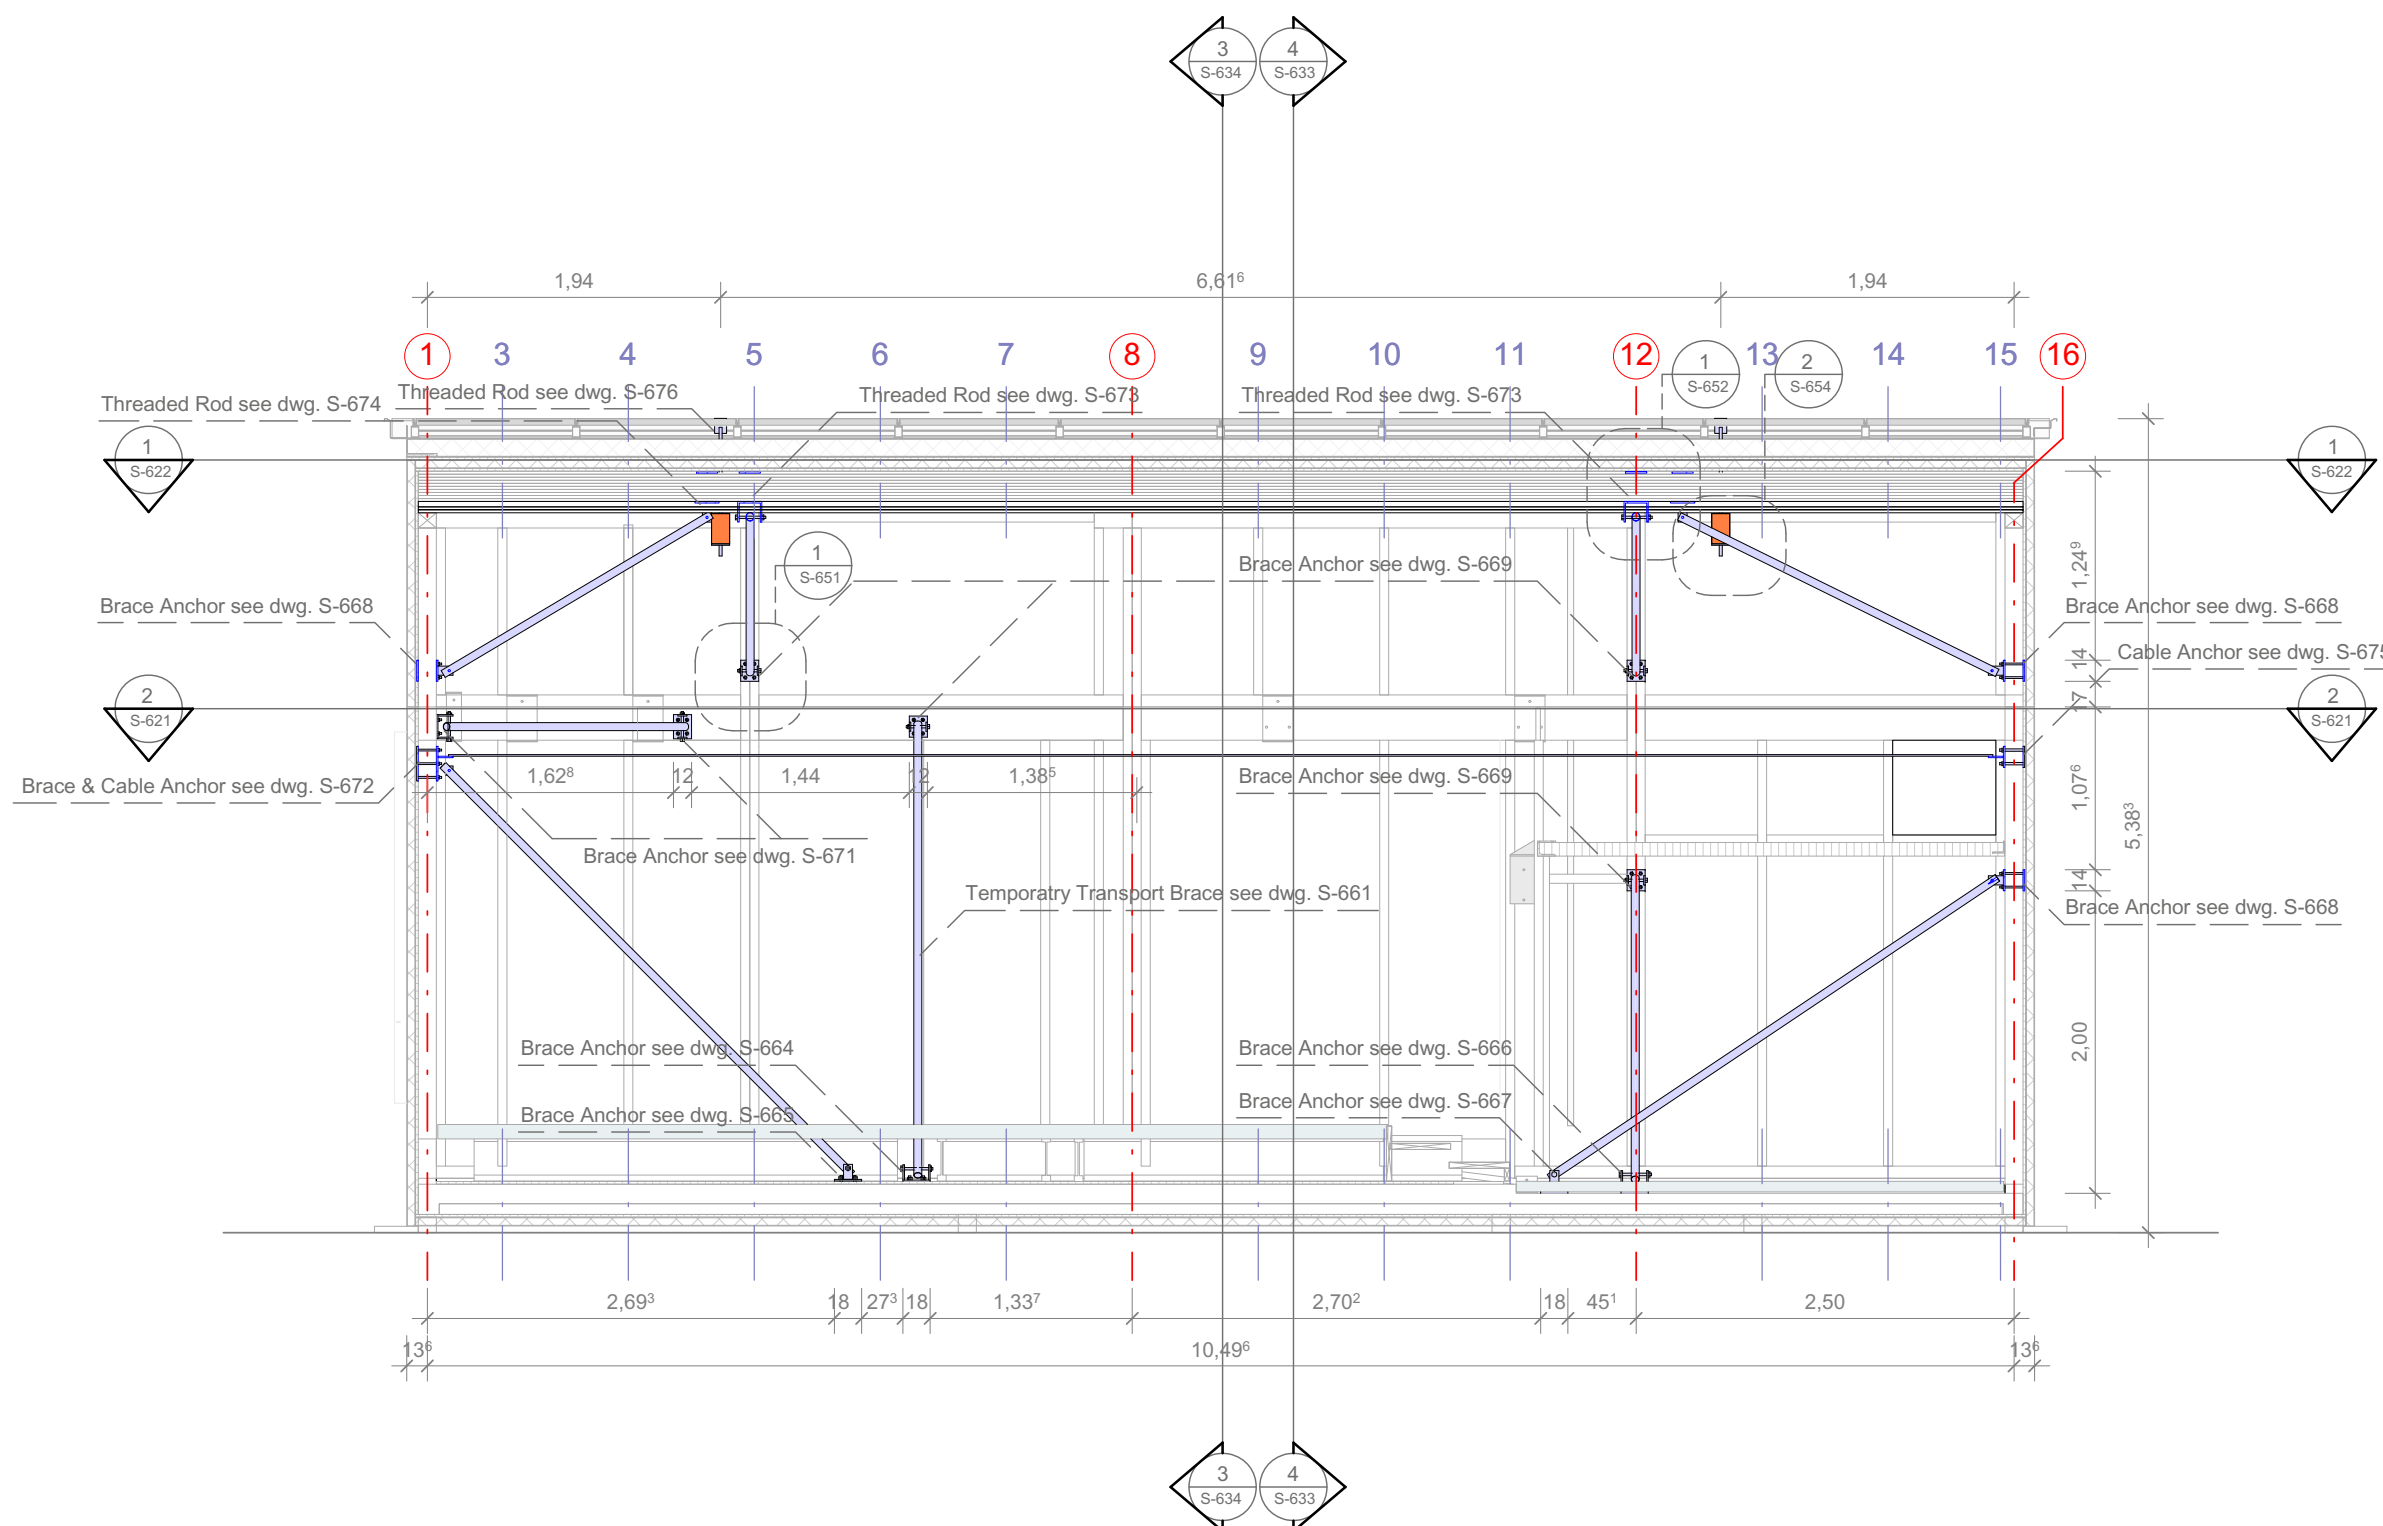 3 4
S-634 S-633
1,94 6,61⁶ 1,94
1 3 4 5 6 7 8 9 10 11 12 13 14 15 16
1
S-652
2
S-654
Threaded Rod see dwg. S-674
Threaded Rod see dwg. S-676
Threaded Rod see dwg. S-673
Threaded Rod see dwg. S-673
1
S-622
1
S-622
1
S-651
Brace Anchor see dwg. S-669
1,24⁹
Brace Anchor see dwg. S-668
Brace Anchor see dwg. S-668
14
Cable Anchor see dwg. S-675
2
S-621
17
2
S-621
Brace & Cable Anchor see dwg. S-672
1,62⁸ 12 1,44 12 1,38⁵
Brace Anchor see dwg. S-669
1,07⁶
5,38³
Brace Anchor see dwg. S-671
14
Temporatry Transport Brace see dwg. S-661
Brace Anchor see dwg. S-668
2,00
Brace Anchor see dwg. S-664
Brace Anchor see dwg. S-666
Brace Anchor see dwg. S-665
Brace Anchor see dwg. S-667
2,69³ 18 27³ 18 1,33⁷ 2,70² 18 45¹ 2,50
13⁶ 10,49⁶ 13⁶
3 4
S-634 S-633